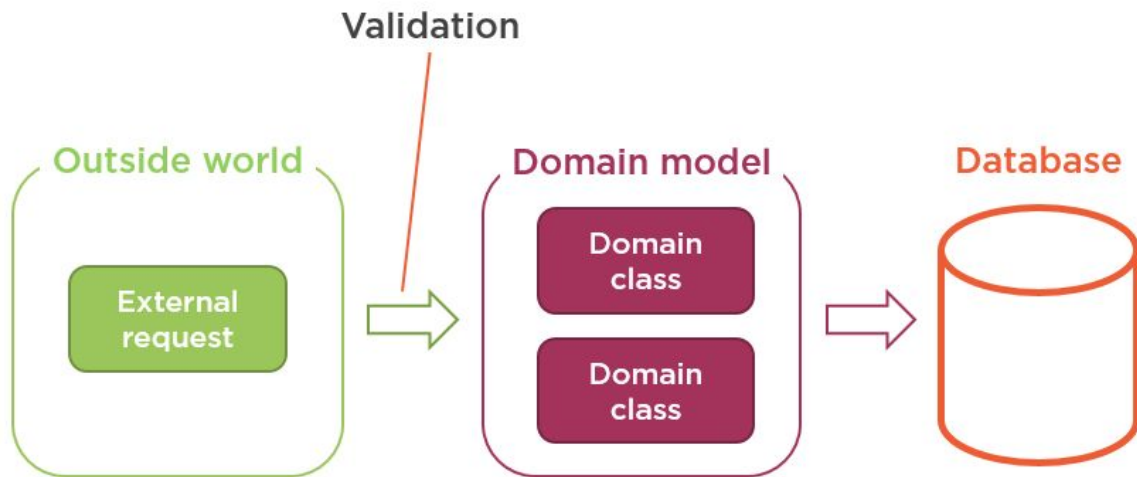 Validation
Outside world
Domain model
Database
External
request
Domain
class
Domain
class